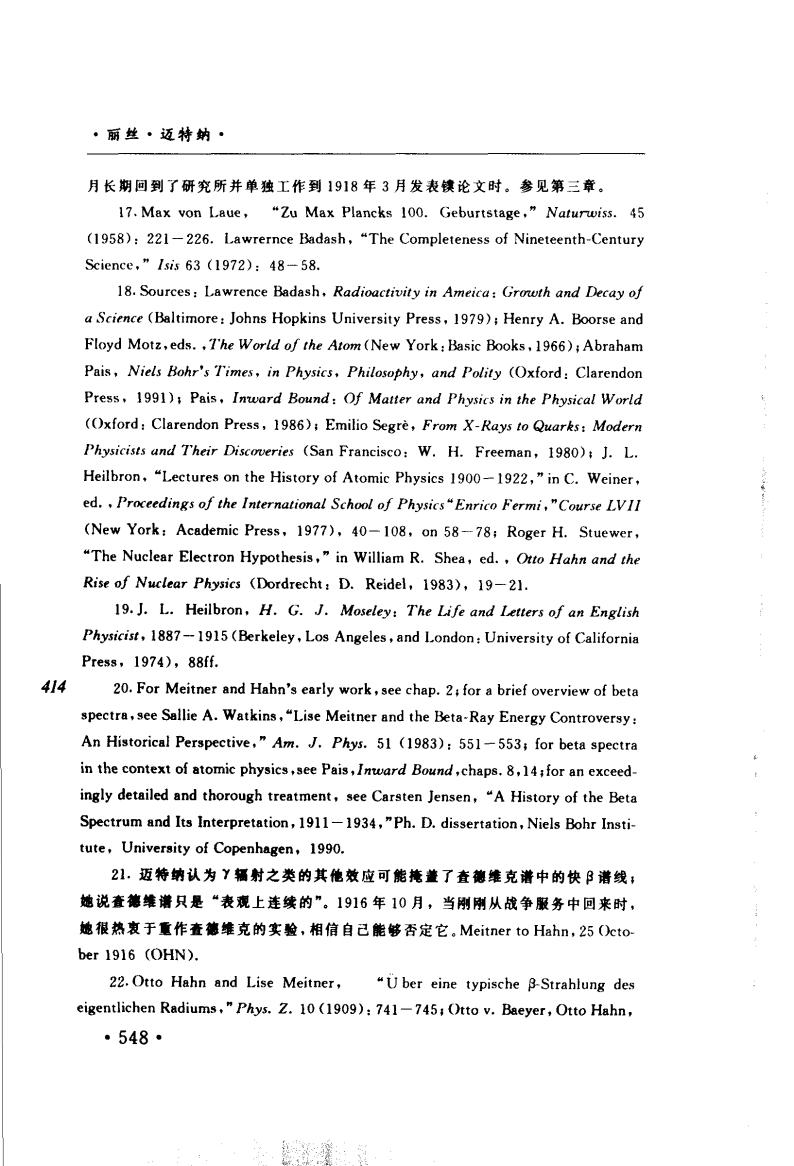 ·丽丝·迈特纳·
月长期回到了研究所并单独工作到 1918 年 3 月发表镤论文时。参见第三章。
17. Max von Laue， “Zu Max Plancks 100. Geburtstage，” Naturwiss. 45
(1958)：221－226. Lawrernce Badash，“The Completeness of Nineteenth-Century
Science，” Isis 63 (1972)：48－58.
18. Sources：Lawrence Badash，Radioactivity in Ameica：Growth and Decay of
a Science (Baltimore：Johns Hopkins University Press，1979)；Henry A. Boorse and
Floyd Motz，eds.，The World of the Atom (New York：Basic Books，1966)；Abraham
Pais，Niels Bohr's Times，in Physics，Philosophy，and Polity (Oxford：Clarendon
Press，1991)；Pais，Inward Bound：Of Matter and Physics in the Physical World
(Oxford：Clarendon Press，1986)；Emilio Segrè，From X-Rays to Quarks：Modern
Physicists and Their Discoveries (San Francisco：W. H. Freeman，1980)；J. L.
Heilbron，“Lectures on the History of Atomic Physics 1900－1922，” in C. Weiner，
ed.，Proceedings of the International School of Physics “Enrico Fermi，” Course LVII
(New York：Academic Press，1977)，40－108，on 58－78；Roger H. Stuewer，
“The Nuclear Electron Hypothesis，” in William R. Shea，ed.，Otto Hahn and the
Rise of Nuclear Physics (Dordrecht：D. Reidel，1983)，19－21.
19. J. L. Heilbron，H. G. J. Moseley：The Life and Letters of an English
Physicist，1887－1915 (Berkeley，Los Angeles，and London：University of California
Press，1974)，88ff.
414 20. For Meitner and Hahn's early work，see chap. 2；for a brief overview of beta
spectra，see Sallie A. Watkins，“Lise Meitner and the Beta-Ray Energy Controversy：
An Historical Perspective，” Am. J. Phys. 51 (1983)：551－553；for beta spectra
in the context of atomic physics，see Pais，Inward Bound，chaps. 8，14；for an exceed-
ingly detailed and thorough treatment，see Carsten Jensen，“A History of the Beta
Spectrum and Its Interpretation，1911－1934，” Ph. D. dissertation，Niels Bohr Insti-
tute，University of Copenhagen，1990.
21. 迈特纳认为 γ 辐射之类的其他效应可能掩盖了查德维克谱中的快 β 谱线；
她说查德维谱只是“表观上连续的”。1916 年 10 月，当刚刚从战争服务中回来时，
她很热衷于重作查德维克的实验，相信自己能够否定它。Meitner to Hahn，25 Octo-
ber 1916 (OHN).
22. Otto Hahn and Lise Meitner， “Ü ber eine typische β-Strahlung des
eigentlichen Radiums，” Phys. Z. 10 (1909)：741－745；Otto v. Baeyer，Otto Hahn，
·548·